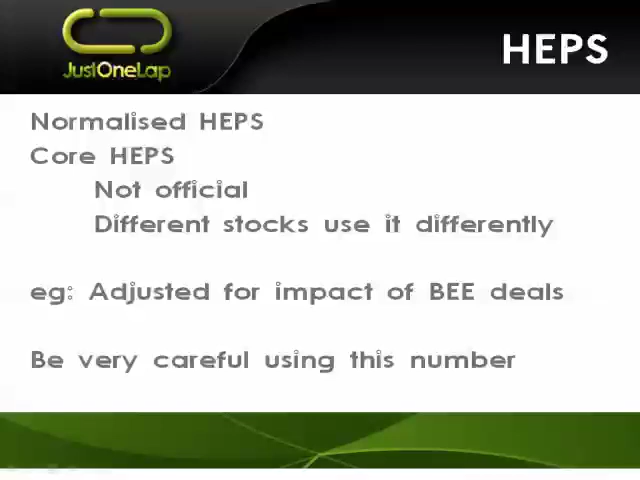 JustOneLap
HEPS
Normalised HEPS
Core HEPS
Not official
Different stocks use it differently
eg: Adjusted for impact of BEE deals
Be very careful using this number